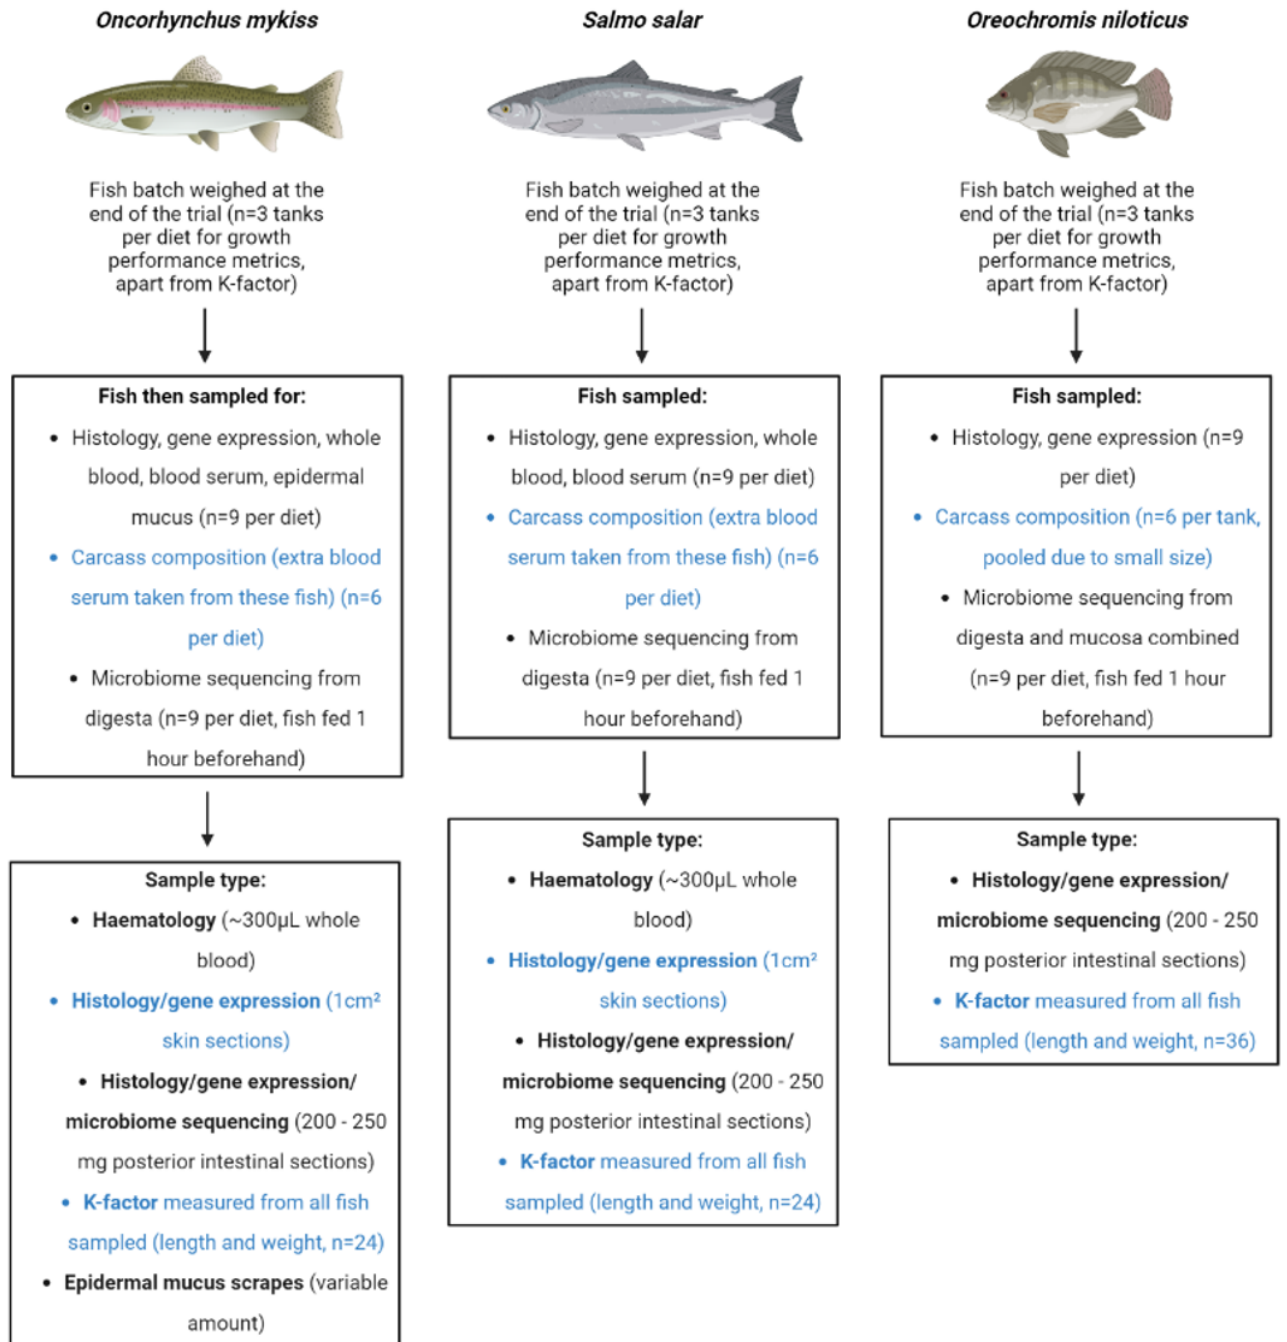 Oncorhynchus mykiss
Fish batch weighed at the
end of the trial (n=3 tanks
per diet for growth
performance metrics,
apart from K-factor)
Fish then sampled for:
• Histology, gene expression, whole
blood, blood serum, epidermal
mucus (n=9 per diet)
• Carcass composition (extra blood
serum taken from these fish) (n=6
per diet)
• Microbiome sequencing from
digesta (n=9 per diet, fish fed 1
hour beforehand)
Sample type:
• Haematology (~300µL whole
blood)
• Histology/gene expression (1cm²
skin sections)
• Histology/gene expression/
microbiome sequencing (200 - 250
mg posterior intestinal sections)
• K-factor measured from all fish
sampled (length and weight, n=24)
• Epidermal mucus scrapes (variable
amount)
Salmo salar
Fish batch weighed at the
end of the trial (n=3 tanks
per diet for growth
performance metrics,
apart from K-factor)
Fish sampled:
• Histology, gene expression, whole
blood, blood serum (n=9 per diet)
• Carcass composition (extra blood
serum taken from these fish) (n=6
per diet)
• Microbiome sequencing from
digesta (n=9 per diet, fish fed 1
hour beforehand)
Sample type:
• Haematology (~300µL whole
blood)
• Histology/gene expression (1cm²
skin sections)
• Histology/gene expression/
microbiome sequencing (200 - 250
mg posterior intestinal sections)
• K-factor measured from all fish
sampled (length and weight, n=24)
Oreochromis niloticus
Fish batch weighed at the
end of the trial (n=3 tanks
per diet for growth
performance metrics,
apart from K-factor)
Fish sampled:
• Histology, gene expression (n=9
per diet)
• Carcass composition (n=6 per tank,
pooled due to small size)
• Microbiome sequencing from
digesta and mucosa combined
(n=9 per diet, fish fed 1 hour
beforehand)
Sample type:
• Histology/gene expression/
microbiome sequencing (200 - 250
mg posterior intestinal sections)
• K-factor measured from all fish
sampled (length and weight, n=36)